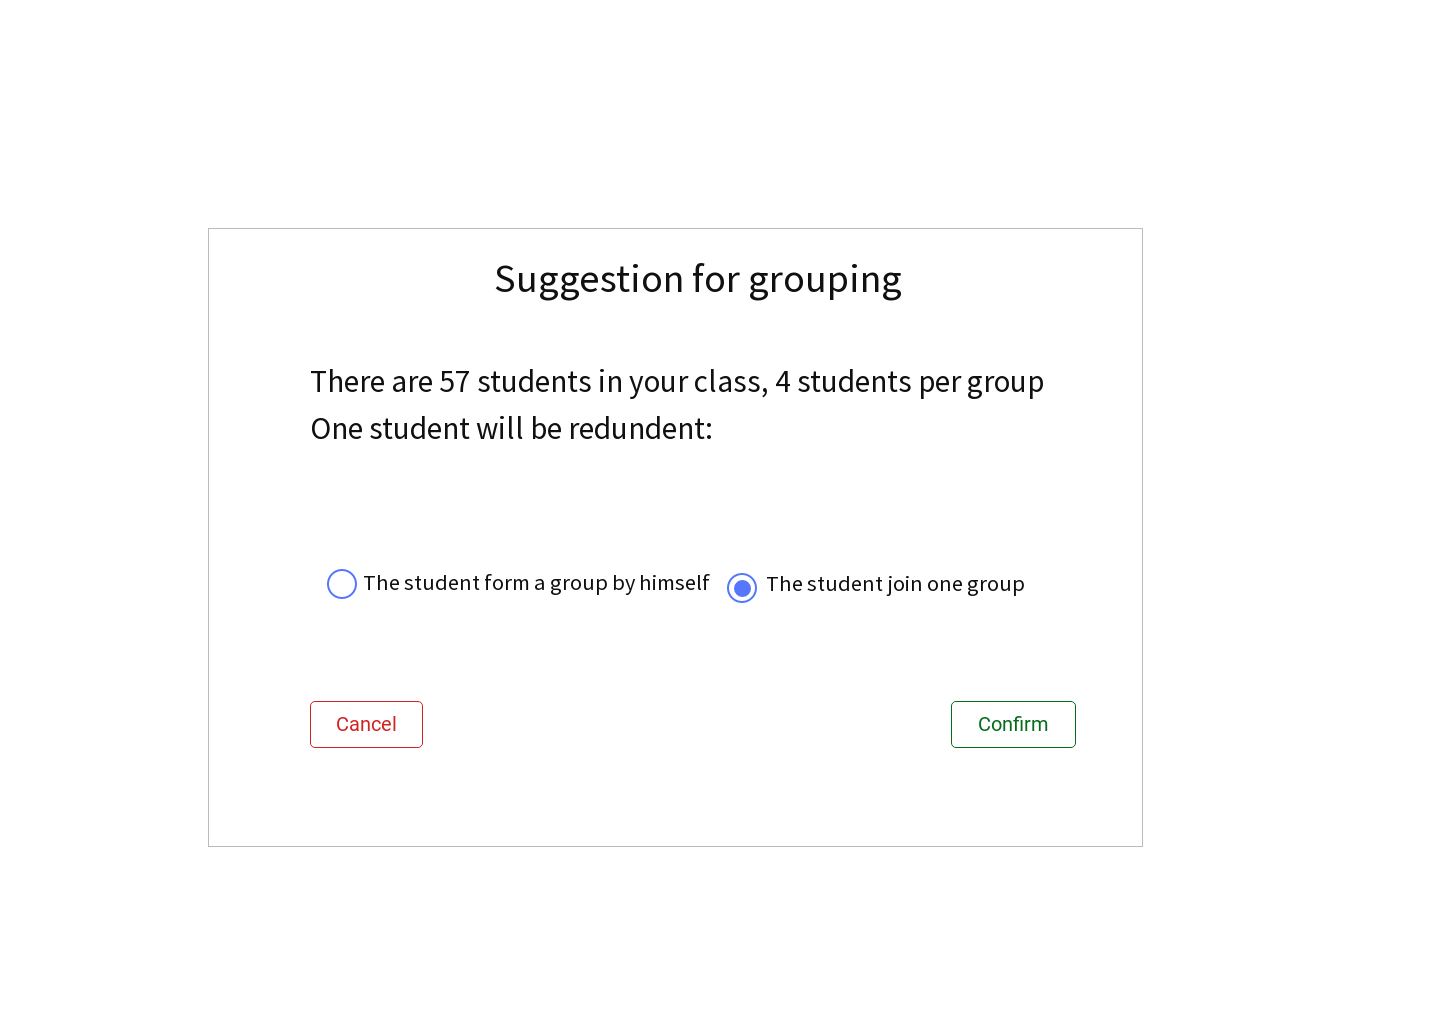 Suggestion for grouping
There are 57 students in your class, 4 students per group
One student will be redundent:
The student form a group by himself
The student join one group
Cancel
Confirm